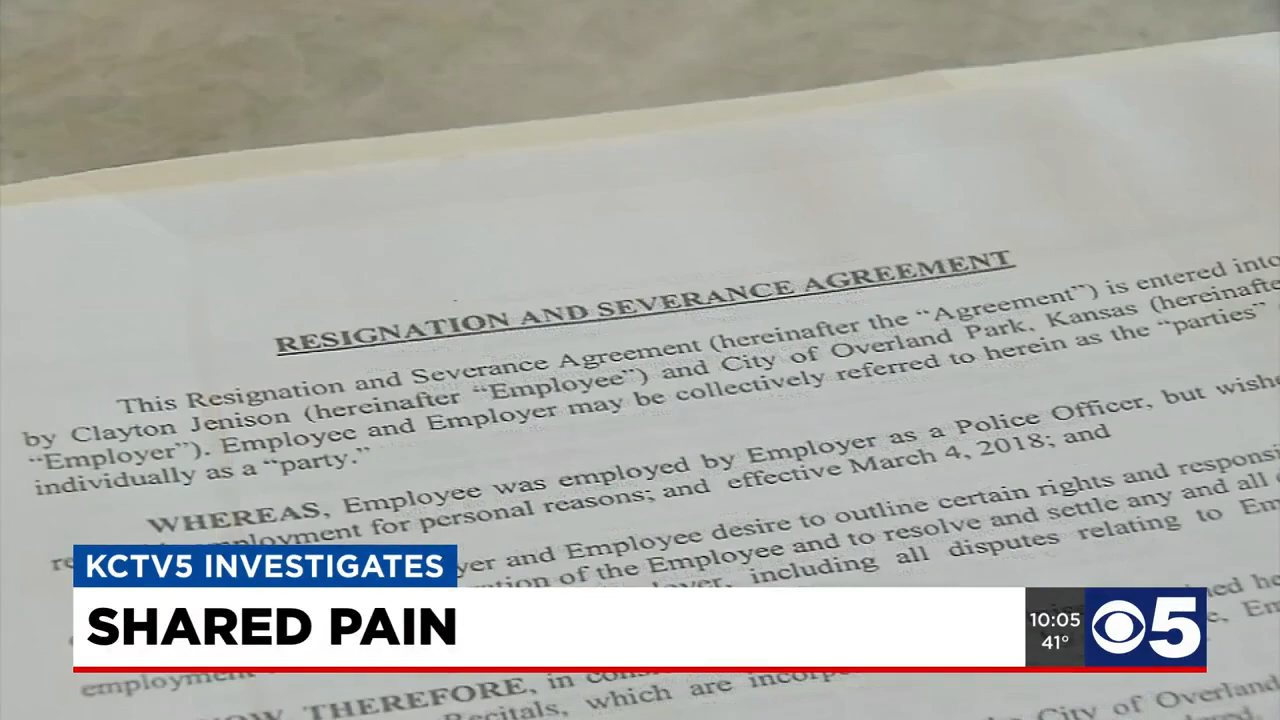 RESIGNATION AND SEVERANCE AGREEMENT
This Resignation and Severance Agreement (hereinafter the “Agreement”) is entered into
by Clayton Jenison (hereinafter “Employee”) and City of Overland Park, Kansas (hereinafte
“Employer”). Employee and Employer may be collectively referred to herein as the “parties”
individually as a “party.”
WHEREAS, Employee was employed by Employer as a Police Officer, but wish
employment for personal reasons; and effective March 4, 2018; and
yer and Employee desire to outline certain rights and responsi
tion of the Employee and to resolve and settle any and all
yer, including all disputes relating to Em
KCTV5 INVESTIGATES
SHARED PAIN
10:05
41°
5
employment
NOW THEREFORE, in cons
Recitals, which are incorp
City of Overland